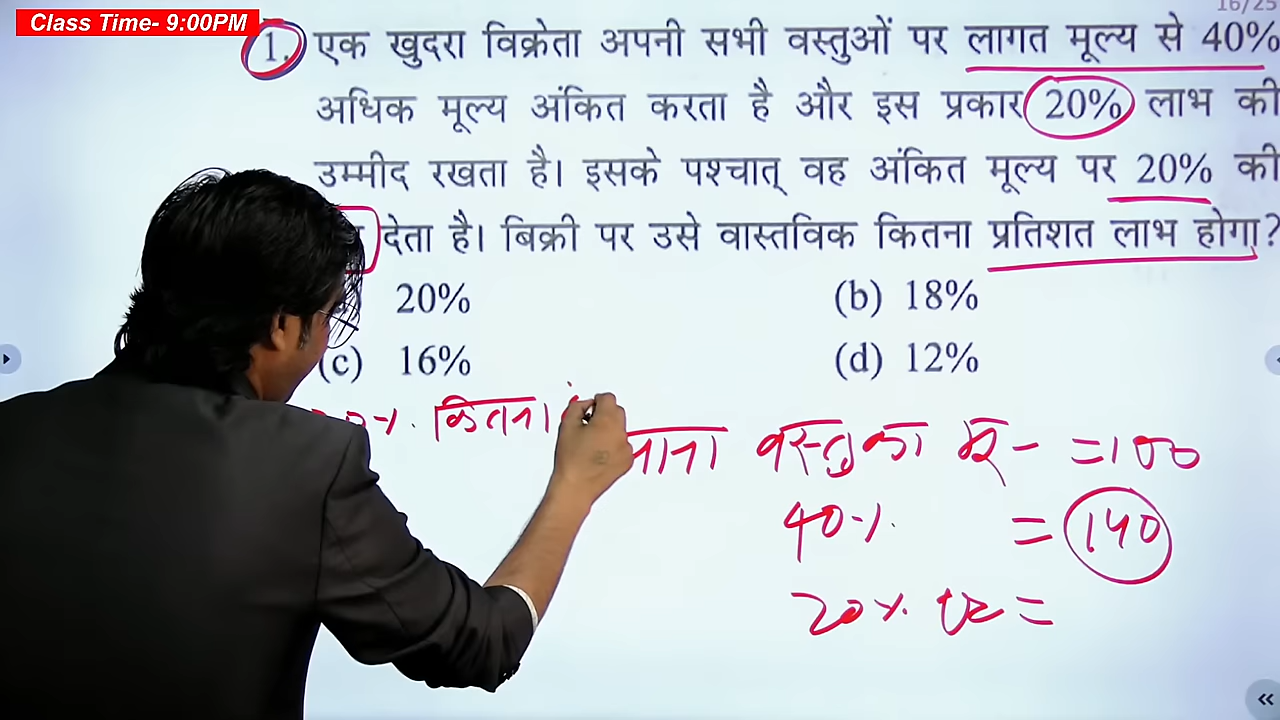 Class Time- 9:00PM
16/25
1. एक खुदरा विक्रेता अपनी सभी वस्तुओं पर लागत मूल्य से 40%
अधिक मूल्य अंकित करता है और इस प्रकार 20% लाभ की
उम्मीद रखता है। इसके पश्चात् वह अंकित मूल्य पर 20% की
देता है। बिक्री पर उसे वास्तविक कितना प्रतिशत लाभ होगा?
20% (b) 18%
(c) 16% (d) 12%
कितना
माना वस्तु का =100
40% = 140
20% =